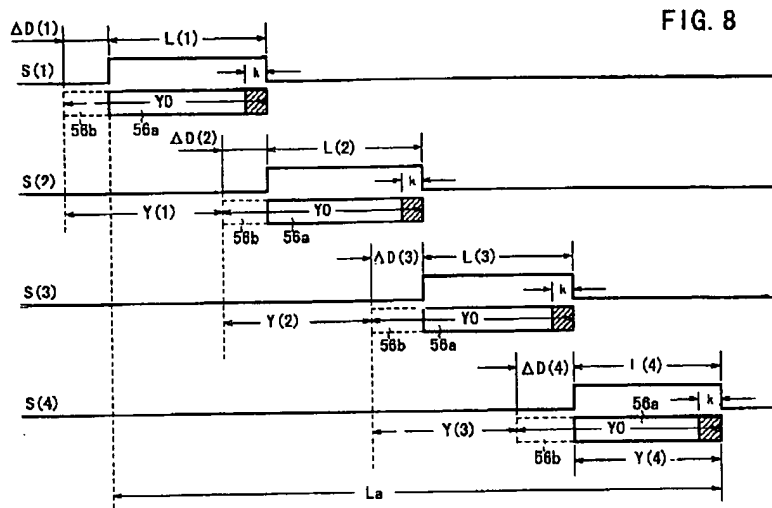 FIG. 8
ΔD(1) L(1)
S(1) k
Y0
56b 56a
ΔD(2) L(2)
S(2) k
Y(1) Y0
56b 56a
ΔD(3) L(3)
S(3) k
Y(2) Y0
56b 56a
ΔD(4) L(4)
S(4) 56a k
Y(3) Y0
56b Y(4)
La